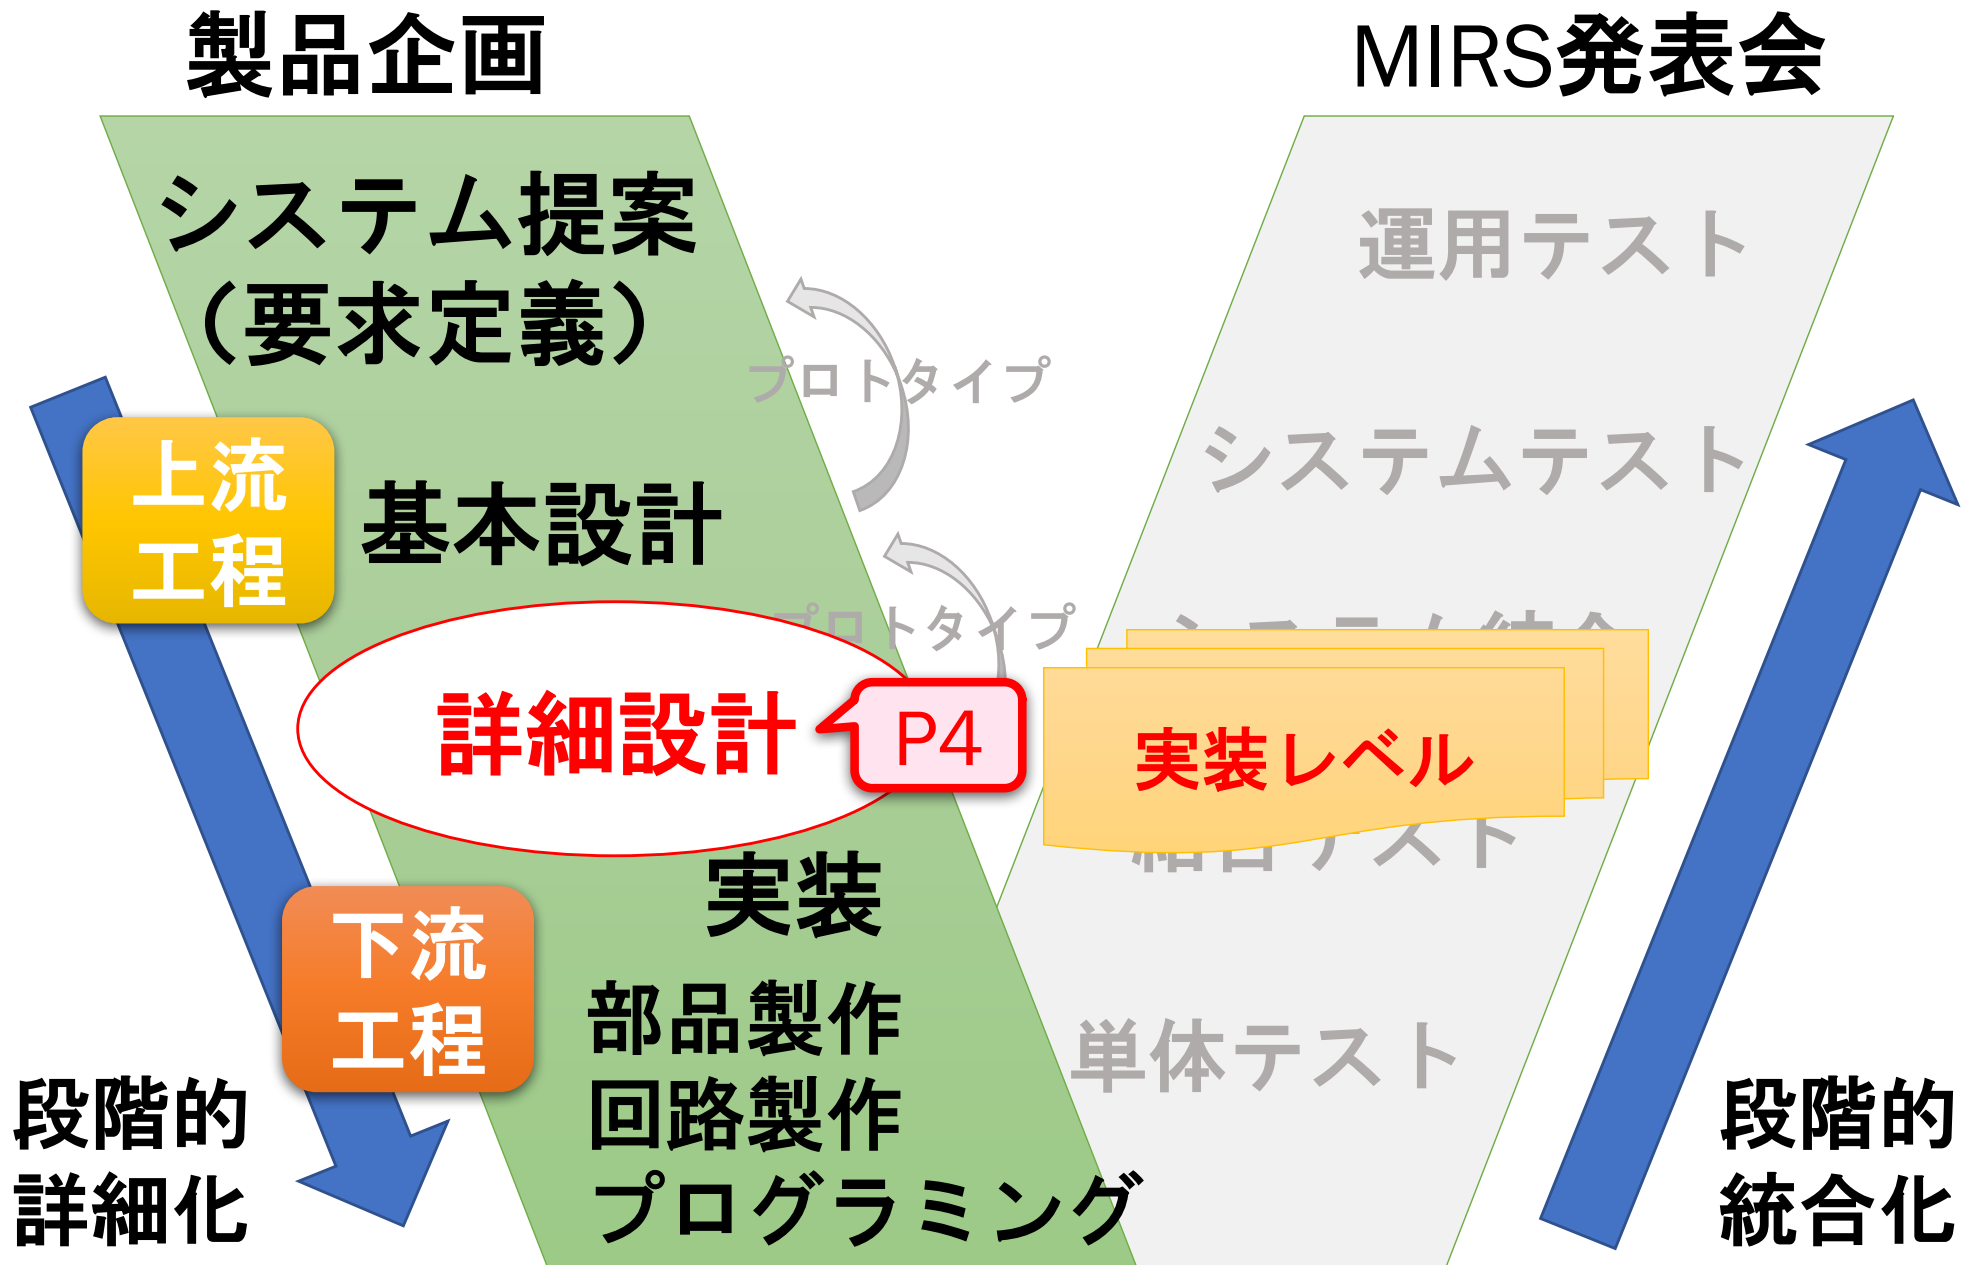 製品企画
MIRS発表会
システム提案
（要求定義）
運用テスト
プロトタイプ
システムテスト
上流
工程
基本設計
プロトタイプ
詳細設計
P4
実装レベル
結合テスト
実装
下流
工程
部品製作
回路製作
プログラミング
単体テスト
段階的
詳細化
段階的
統合化